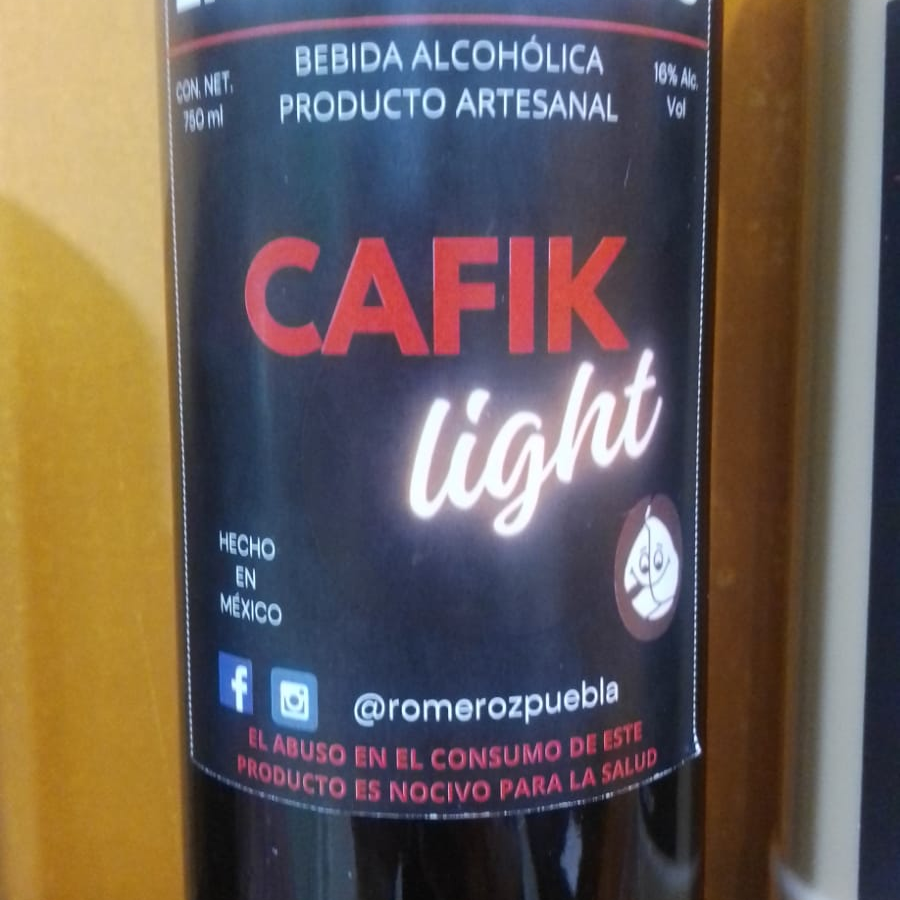 BEBIDA ALCOHÓLICA
PRODUCTO ARTESANAL
CON. NET.
750 ml
16% Alc.
Vol
CAFIK
light
HECHO
EN
MÉXICO
@romerozpuebla
EL ABUSO EN EL CONSUMO DE ESTE
PRODUCTO ES NOCIVO PARA LA SALUD